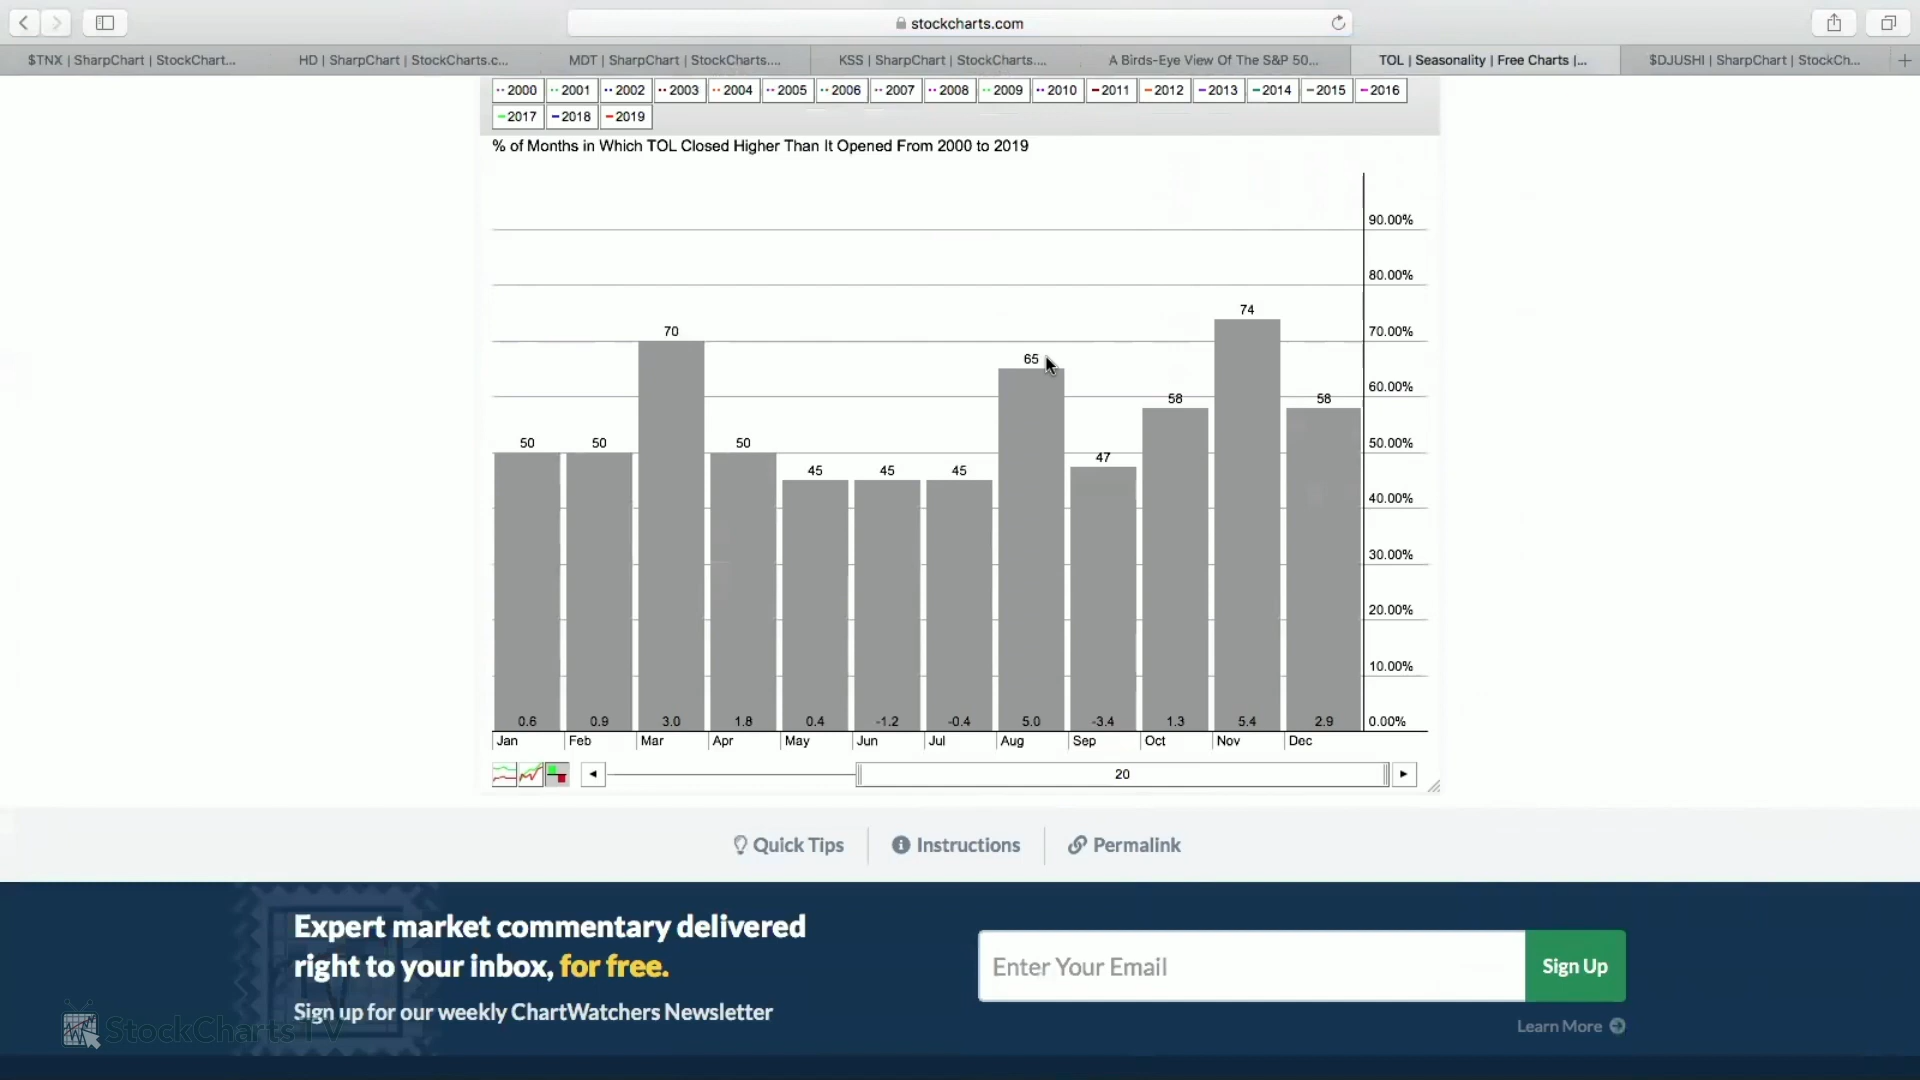 stockcharts.com
$TNX | SharpChart | StockChart... HD | SharpChart | StockCharts.c... MDT | SharpChart | StockCharts.... KSS | SharpChart | StockCharts.... A Birds-Eye View Of The S&P 50... TOL | Seasonality | Free Charts |... $DJUSHI | SharpChart | StockCh...
2000 2001 2002 2003 2004 2005 2006 2007 2008 2009 2010 2011 2012 2013 2014 2015 2016
2017 2018 2019
% of Months in Which TOL Closed Higher Than It Opened From 2000 to 2019
90.00%
80.00%
74
70 70.00%
65
60.00%
58 58
50 50 50 50.00%
47
45 45 45
40.00%
30.00%
20.00%
10.00%
0.6 0.9 3.0 1.8 0.4 -1.2 -0.4 5.0 -3.4 1.3 5.4 2.9 0.00%
Jan Feb Mar Apr May Jun Jul Aug Sep Oct Nov Dec
20
Quick Tips Instructions Permalink
Expert market commentary delivered
right to your inbox, for free.
Sign up for our weekly ChartWatchers Newsletter
Enter Your Email Sign Up
Learn More
StockCharts TV